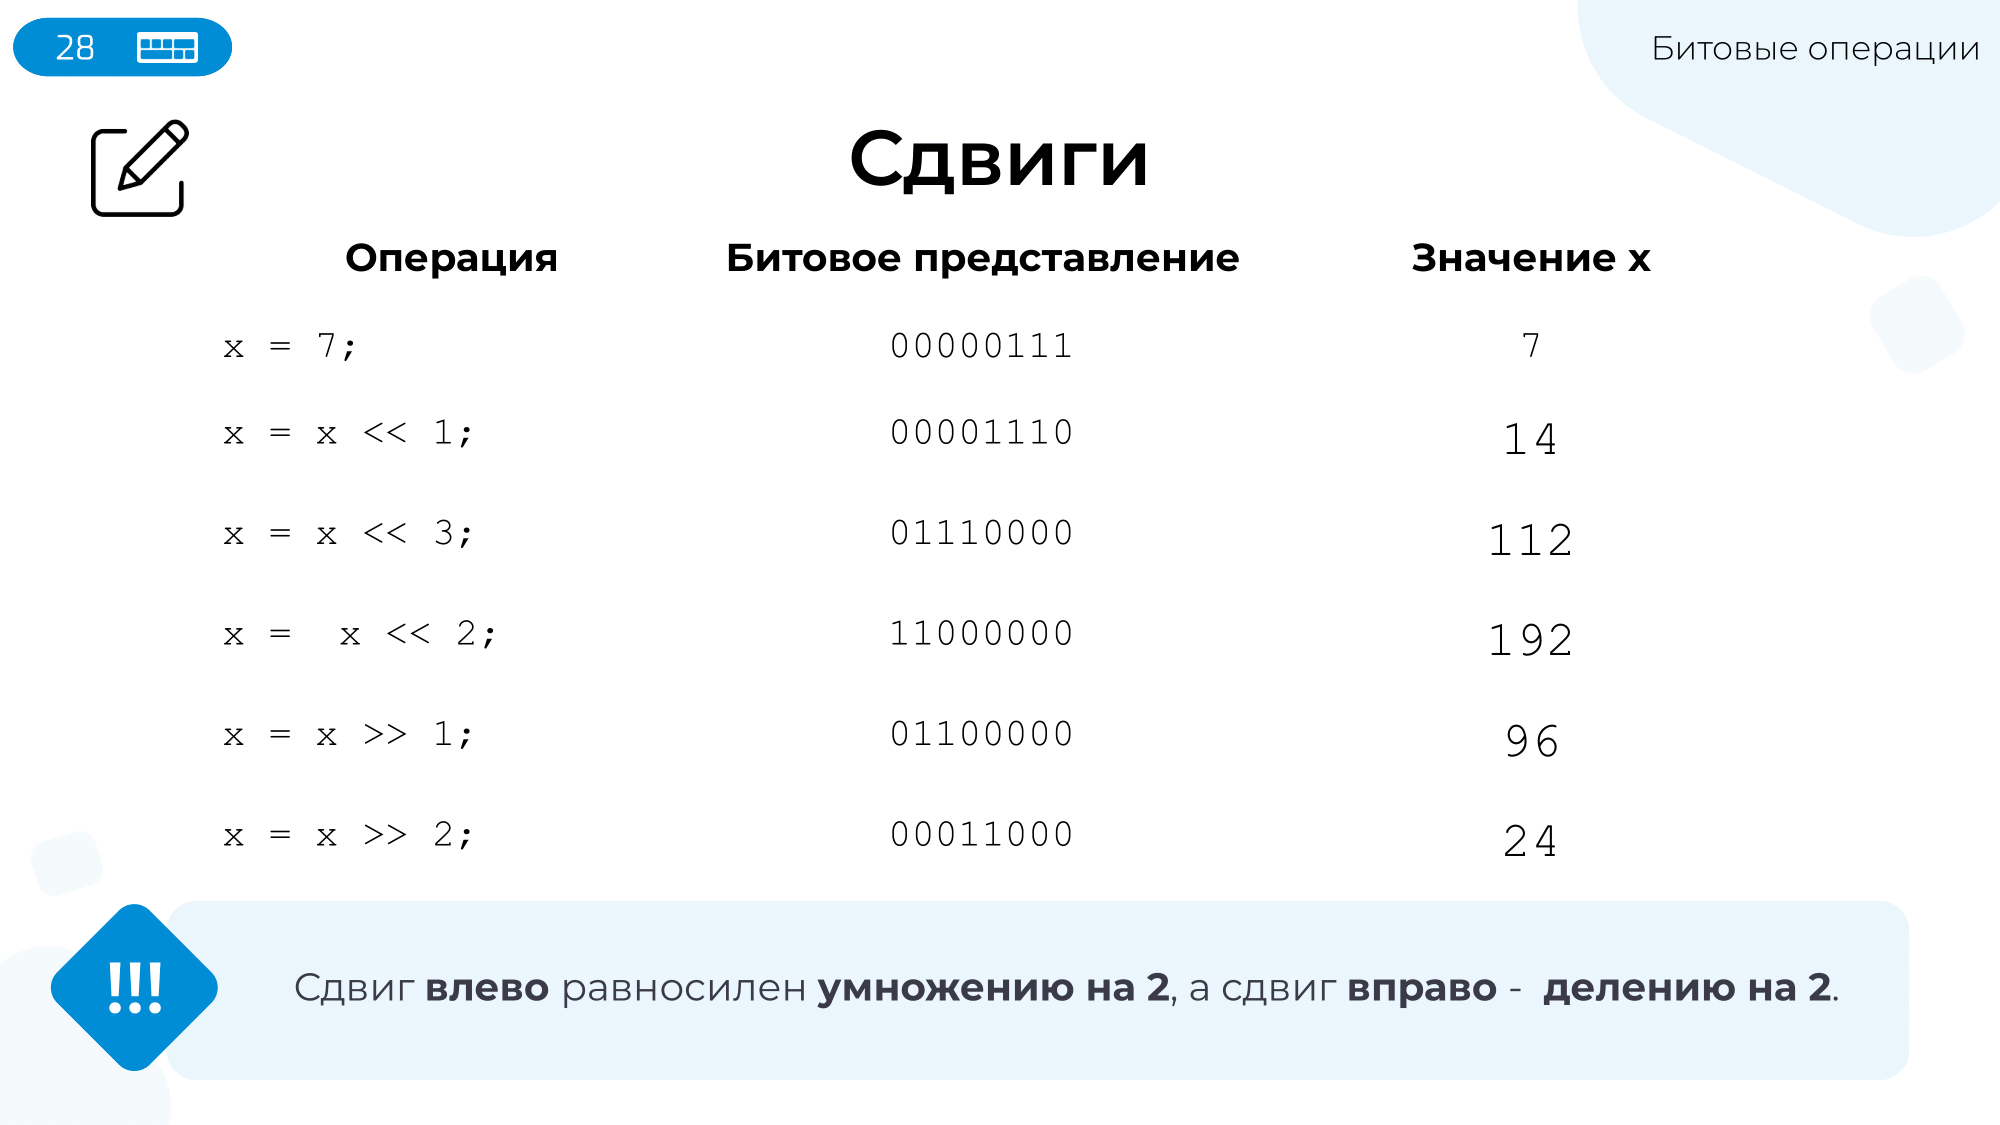 28
Битовые операции
Сдвиги
Операция Битовое представление Значение x
x = 7; 00000111 7
x = x << 1; 00001110 14
x = x << 3; 01110000 112
x =  x << 2; 11000000 192
x = x >> 1; 01100000 96
x = x >> 2; 00011000 24
!!!
Сдвиг влево равносилен умножению на 2, а сдвиг вправо -  делению на 2.